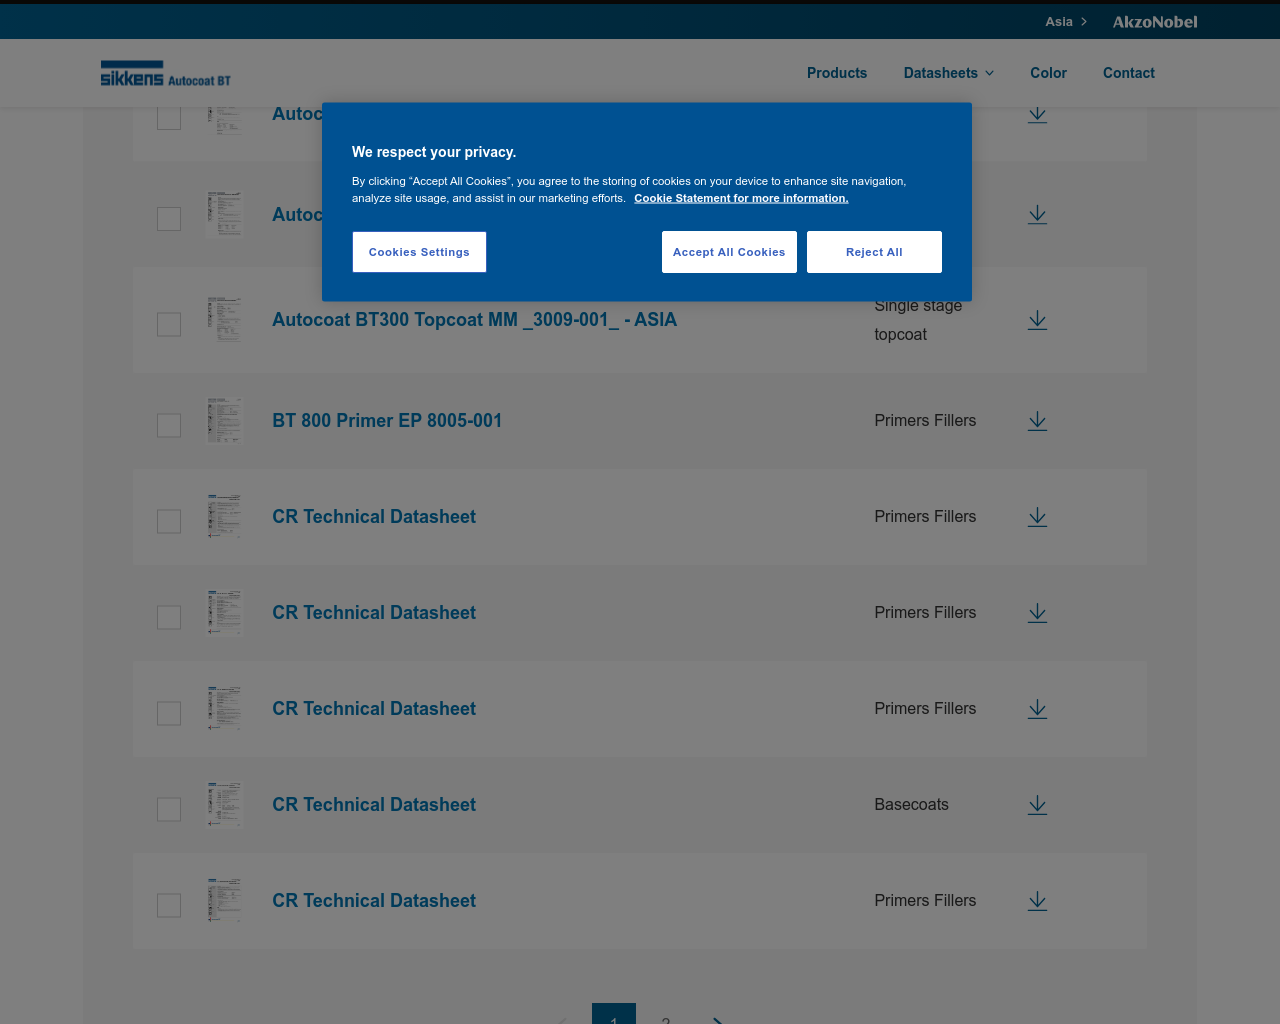 Asia
AkzoNobel
sikkens Autocoat BT
Products
Datasheets
Color
Contact
Autoc
We respect your privacy.
By clicking “Accept All Cookies”, you agree to the storing of cookies on your device to enhance site navigation,
analyze site usage, and assist in our marketing efforts. Cookie Statement for more information.
Autoc
Cookies Settings
Accept All Cookies
Reject All
Autocoat BT300 Topcoat MM _3009-001_ - ASIA
Single stage
topcoat
BT 800 Primer EP 8005-001
Primers Fillers
CR Technical Datasheet
Primers Fillers
CR Technical Datasheet
Primers Fillers
CR Technical Datasheet
Primers Fillers
CR Technical Datasheet
Basecoats
CR Technical Datasheet
Primers Fillers
1
2